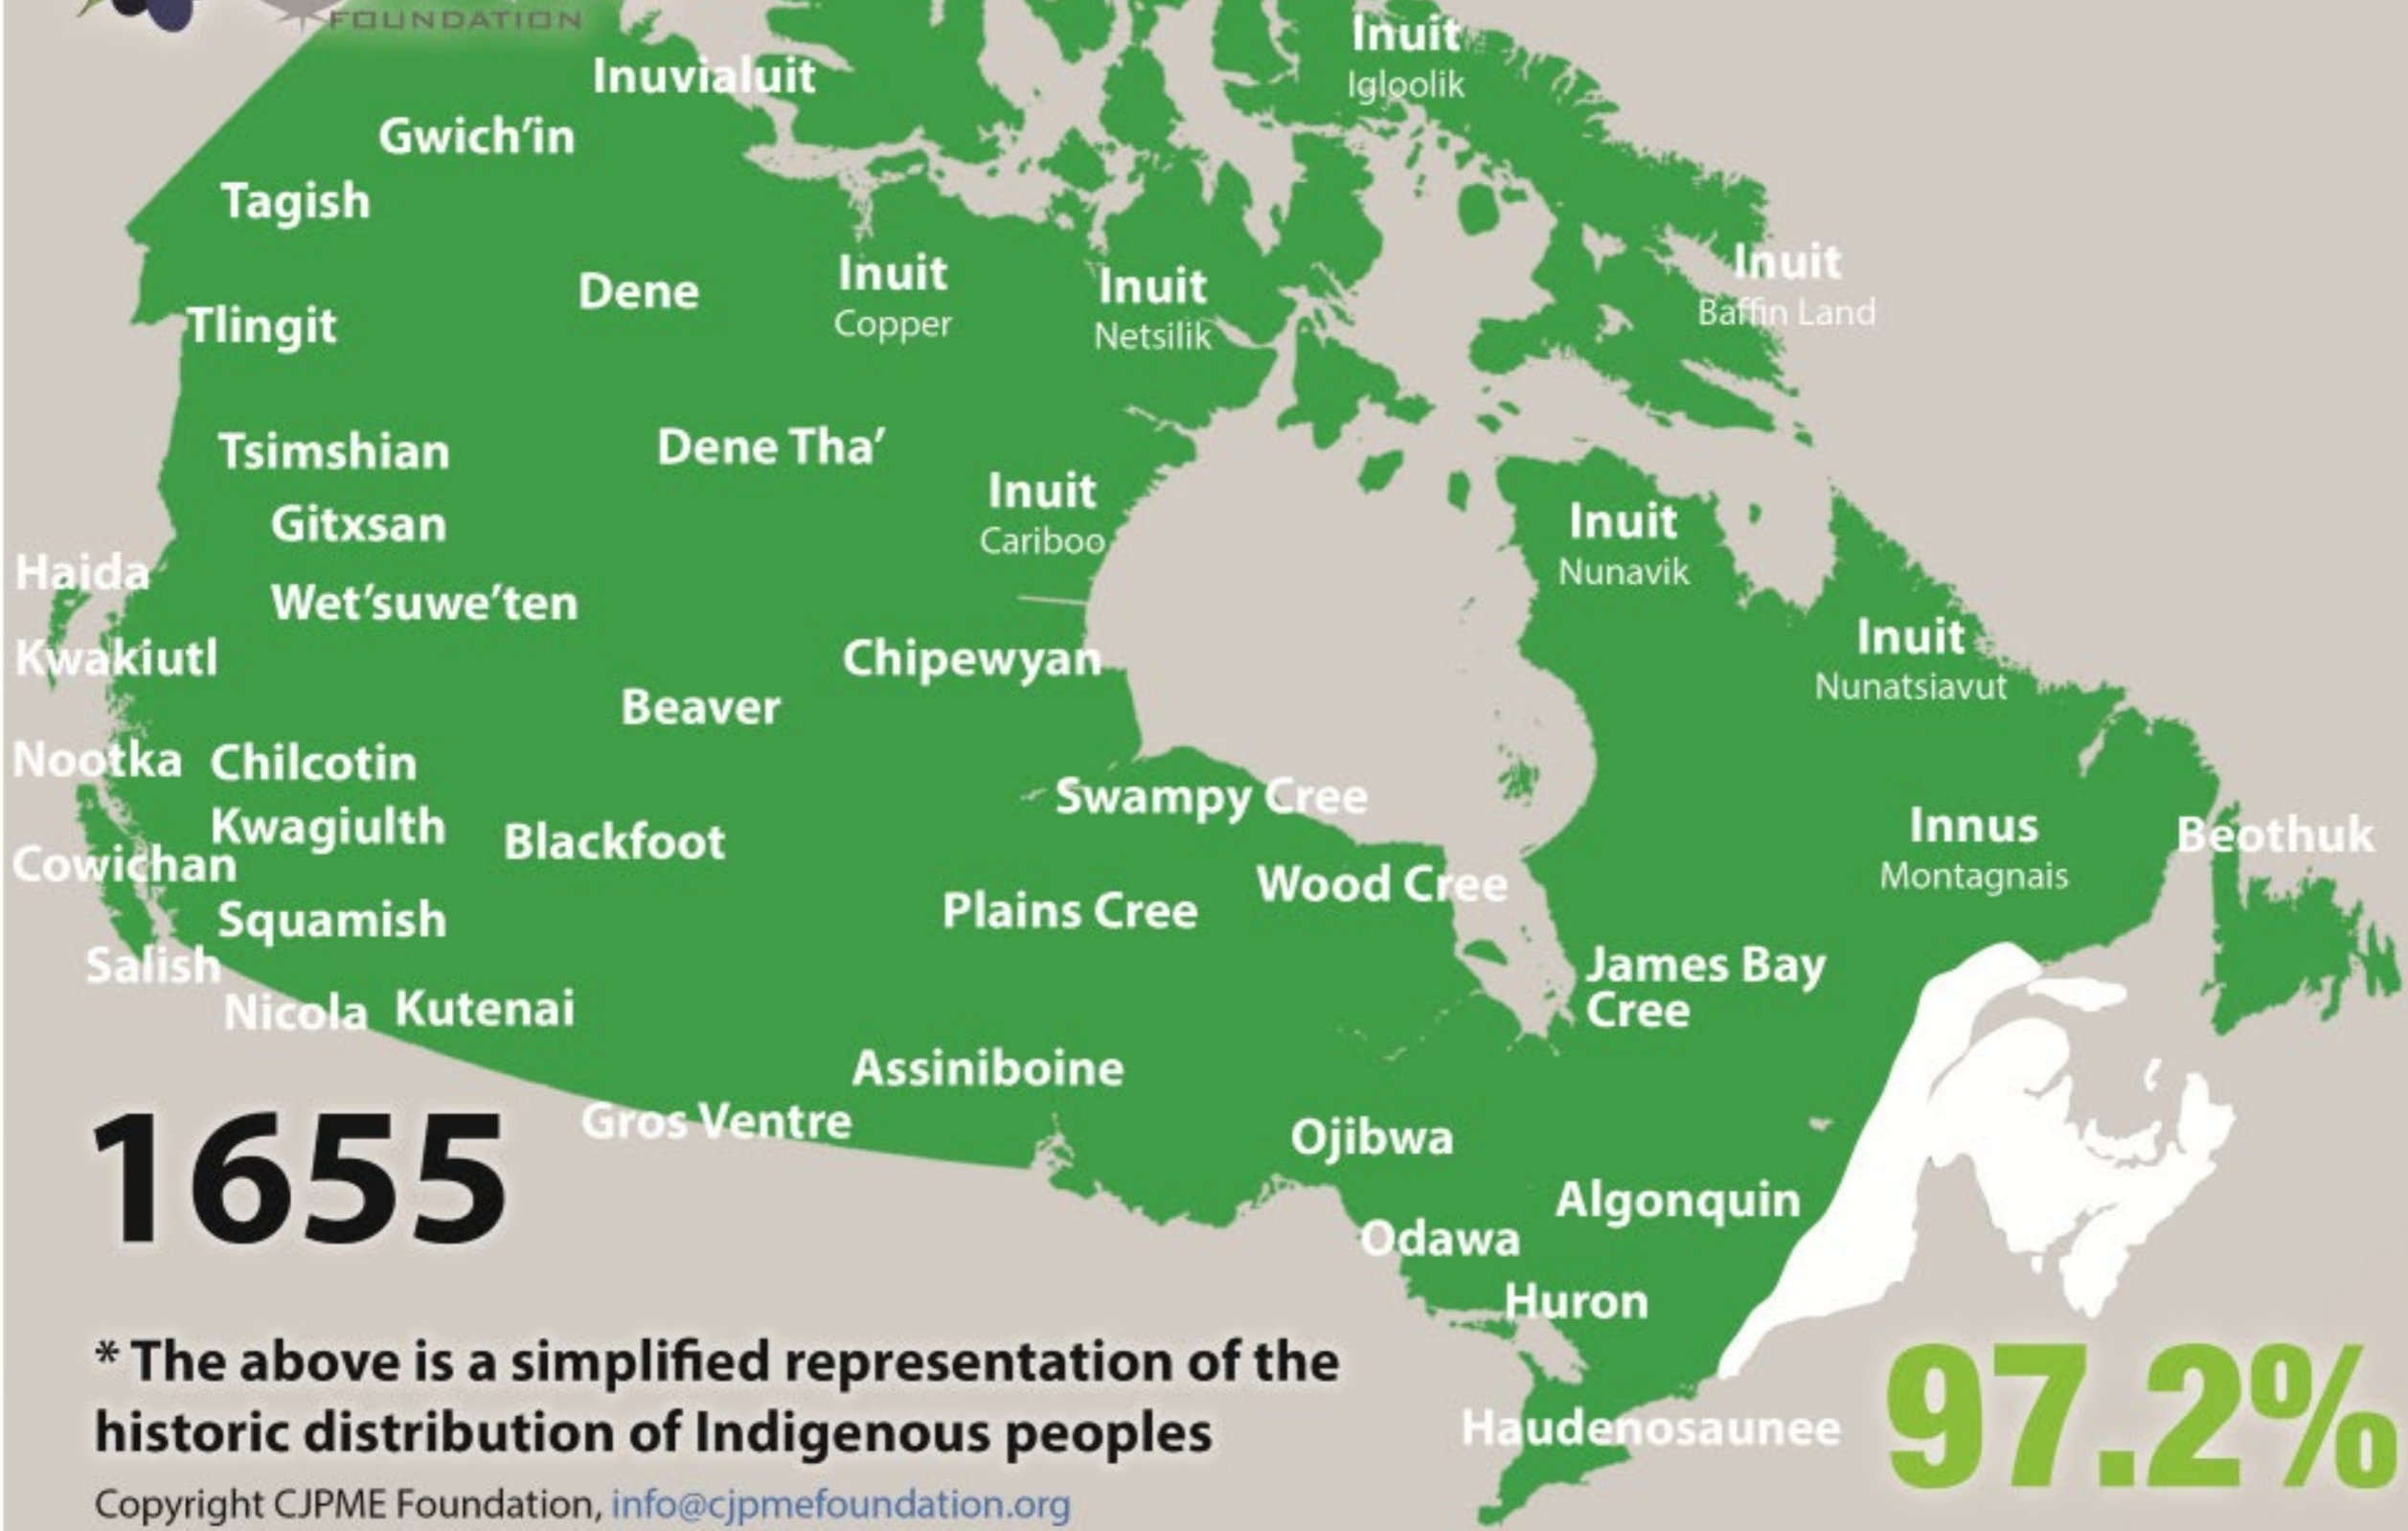 FOUNDATION
Inuit
Igloolik
Inuvialuit
Gwich’in
Tagish
Inuit
Baffin Land
Inuit
Copper
Inuit
Netsilik
Dene
Tlingit
Tsimshian
Dene Tha’
Inuit
Cariboo
Gitxsan
Inuit
Nunavik
Haida
Wet’suwe’ten
Inuit
Nunatsiavut
Kwakiutl
Chipewyan
Beaver
Nootka
Chilcotin
Swampy Cree
Kwagiulth
Blackfoot
Innus
Montagnais
Beothuk
Cowichan
Wood Cree
Plains Cree
Squamish
Salish
James Bay
Cree
Nicola
Kutenai
Assiniboine
Gros Ventre
Ojibwa
1655
Algonquin
Odawa
Huron
* The above is a simplified representation of the
historic distribution of Indigenous peoples
Haudenosaunee
97.2%
Copyright CJPME Foundation, info@cjpmefoundation.org